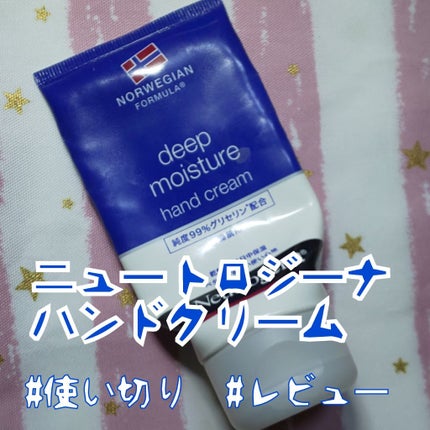 NORWEGIAN
FORMULA®
deep
moisture
hand cream
純度99%グリセリン*配合
ニュートロジーナ
ハンドクリーム
#使い切り #レビュー